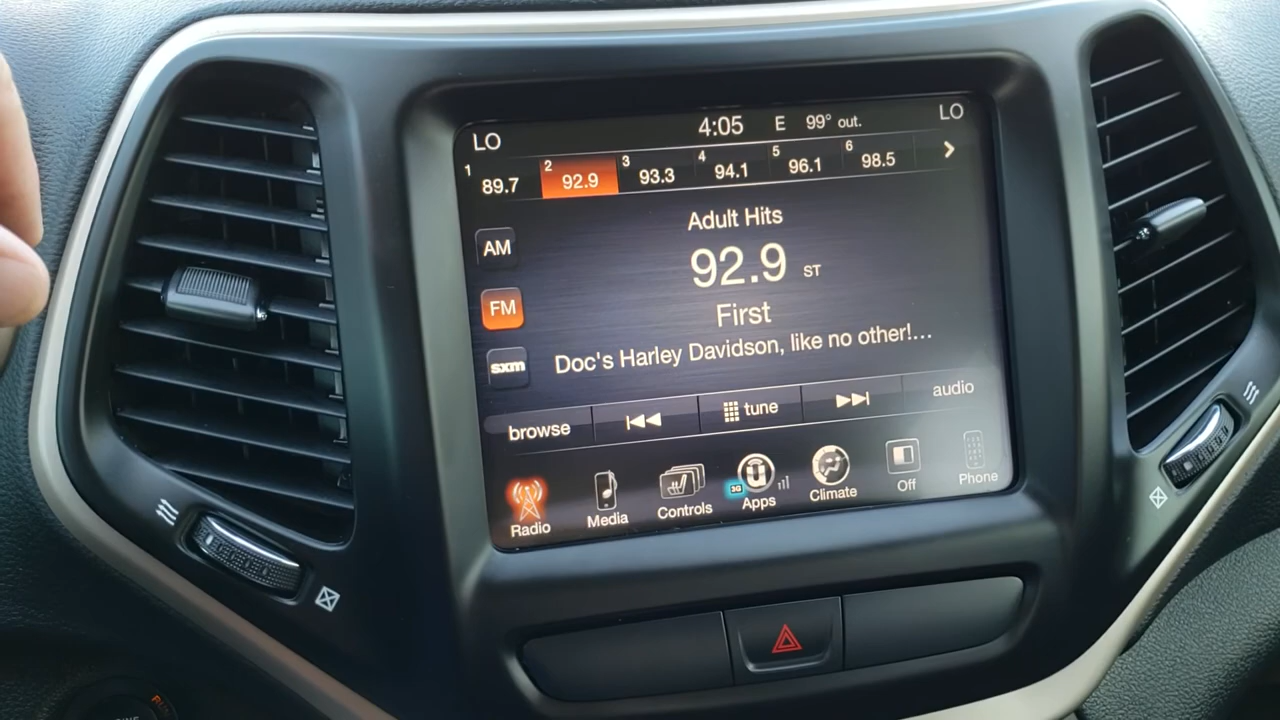 LO 4:05 E 99° out. LO
1 89.7 2 92.9 3 93.3 4 94.1 5 96.1 6 98.5
Adult Hits
AM
92.9 ST
FM
First
sxm
Doc's Harley Davidson, like no other!...
browse tune audio
3G
Radio Media Controls Apps Climate Off Phone